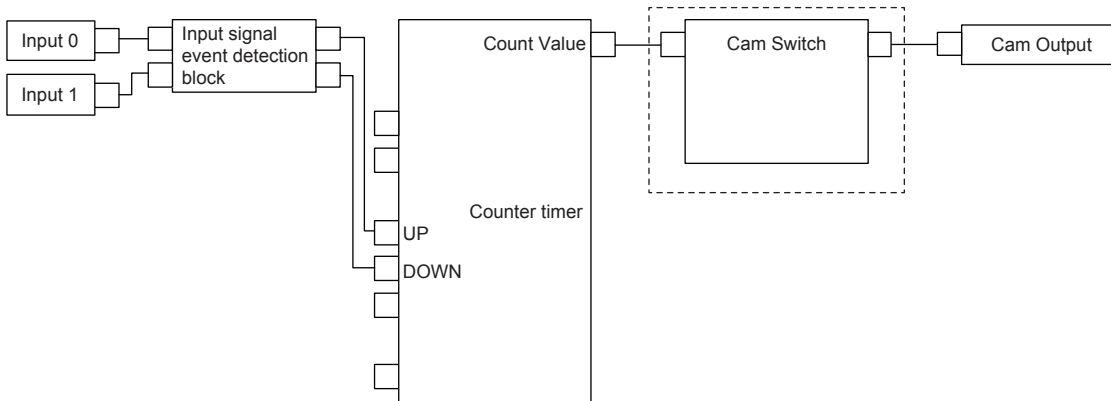 Input 0
Input 1
Input signal
event detection
block
Count Value
Counter timer
UP
DOWN
Cam Switch
Cam Output